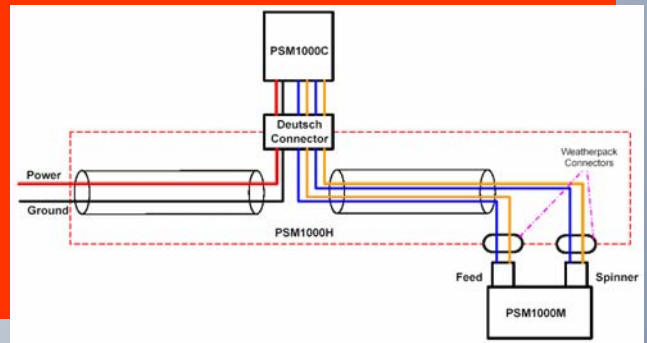 PSM1000C
Deutsch
Connector
Weatherpack
Connectors
Power
Ground
PSM1000H
Feed
Spinner
PSM1000M